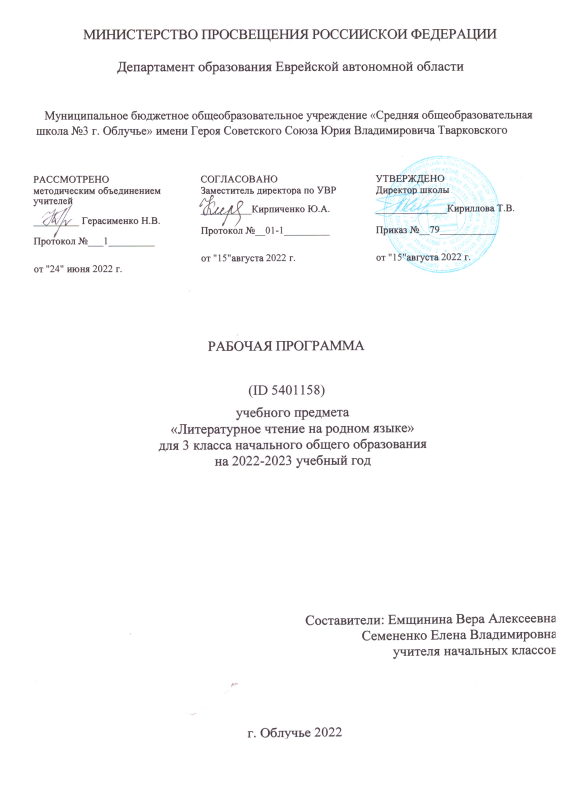 МИНИСТЕРСТВО ПРОСВЕЩЕНИЯ РОССИИСКОИ ФЕДЕРАЦИИ
Департамент образования Еврейской автономной области
Муниципальное бюджетное общеобразовательное учреждение «Средняя общеобразовательная
школа №3 г. Облучье» имени Героя Советского Союза Юрия Владимировича Тварковского
РАССМОТРЕНО
методическим объединением
учителей
________ Герасименко Н.В.
Протокол №___1_________
от "24" июня 2022 г.
СОГЛАСОВАНО
Заместитель директора по УВР
_________Кирпиченко Ю.А.
Протокол №__01-1_________
от "15"августа 2022 г.
УТВЕРЖДЕНО
Директор школы
______________Кириллова Т.В.
Приказ №__79___________
от "15"августа 2022 г.
РАБОЧАЯ ПРОГРАММА
(ID 5401158)
учебного предмета
«Литературное чтение на родном языке»
для 3 класса начального общего образования
на 2022-2023 учебный год
Составители: Емщинина Вера Алексеевна
Семененко Елена Владимировна
учителя начальных классов
г. Облучье 2022